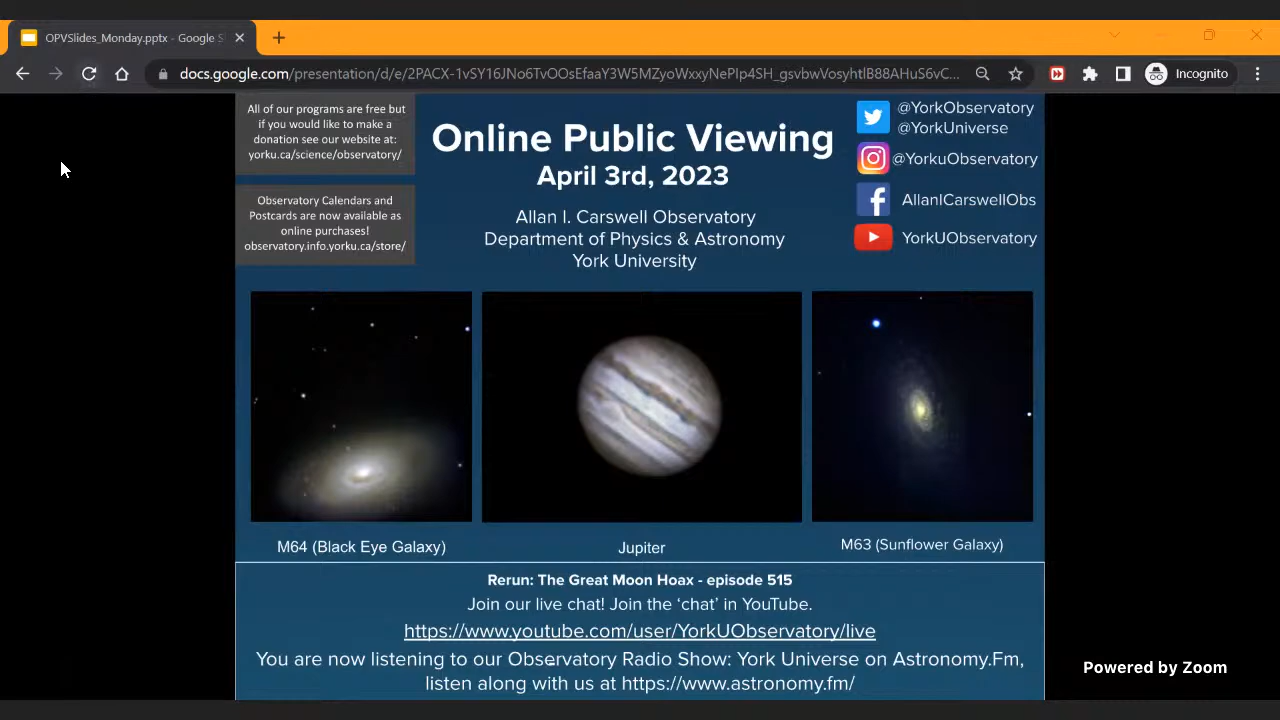 OPVSlides_Monday.pptx - Google S
docs.google.com/presentation/d/e/2PACX-1vSY16JNo6TvOOsEfaaY3W5MZyoWxxyNePIp4SH_gsvbwVosyhtlB88AHuS6vC...
Incognito
All of our programs are free but
if you would like to make a
donation see our website at:
yorku.ca/science/observatory/
Observatory Calendars and
Postcards are now available as
online purchases!
observatory.info.yorku.ca/store/
Online Public Viewing
April 3rd, 2023
Allan I. Carswell Observatory
Department of Physics & Astronomy
York University
@YorkObservatory
@YorkUniverse
@YorkuObservatory
AllanICarswellObs
YorkUObservatory
M64 (Black Eye Galaxy)
Jupiter
M63 (Sunflower Galaxy)
Rerun: The Great Moon Hoax - episode 515
Join our live chat! Join the ‘chat’ in YouTube.
https://www.youtube.com/user/YorkUObservatory/live
You are now listening to our Observatory Radio Show: York Universe on Astronomy.Fm,
listen along with us at https://www.astronomy.fm/
Powered by Zoom